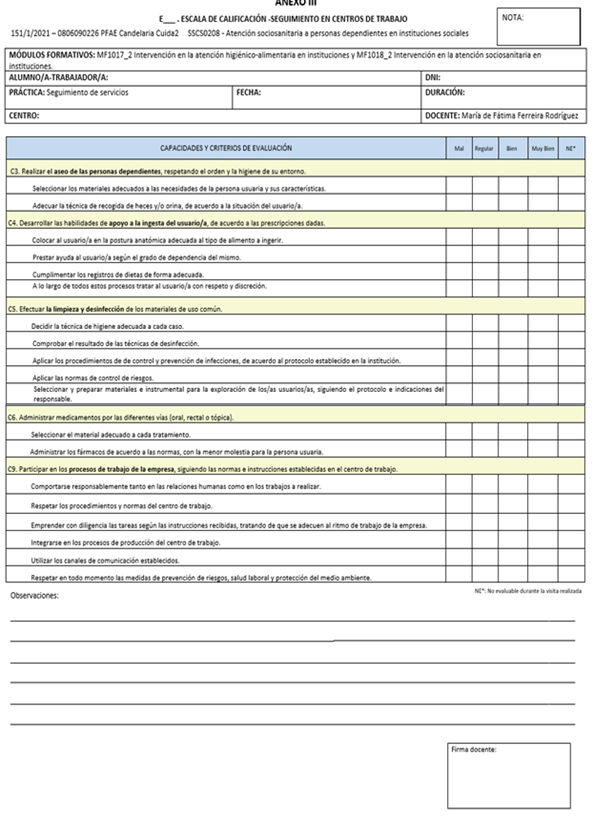 ANEXO III
E___ . ESCALA DE CALIFICACIÓN -SEGUIMIENTO EN CENTROS DE TRABAJO
NOTA:
151/1/2021 – 0806090226 PFAE Candelaria Cuida2 SSCS0208 - Atención sociosanitaria a personas dependientes en instituciones sociales
MÓDULOS FORMATIVOS: MF1017_2 Intervención en la atención higiénico-alimentaria en instituciones y MF1018_2 Intervención en la atención sociosanitaria en
instituciones.
ALUMNO/A-TRABAJADOR/A: DNI:
PRÁCTICA: Seguimiento de servicios FECHA: DURACIÓN:
CENTRO: DOCENTE: María de Fátima Ferreira Rodríguez
CAPACIDADES Y CRITERIOS DE EVALUACIÓN Mal Regular Bien Muy Bien NE*
C3. Realizar el aseo de las personas dependientes, respetando el orden y la higiene de su entorno.
Seleccionar los materiales adecuados a las necesidades de la persona usuaria y sus características.
Adecuar la técnica de recogida de heces y/o orina, de acuerdo a la situación del usuario/a.
C4. Desarrollar las habilidades de apoyo a la ingesta del usuario/a, de acuerdo a las prescripciones dadas.
Colocar al usuario/a en la postura anatómica adecuada al tipo de alimento a ingerir.
Prestar ayuda al usuario/a según el grado de dependencia del mismo.
Cumplimentar los registros de dietas de forma adecuada.
A lo largo de todos estos procesos tratar al usuario/a con respeto y discreción.
C5. Efectuar la limpieza y desinfección de los materiales de uso común.
Decidir la técnica de higiene adecuada a cada caso.
Comprobar el resultado de las técnicas de desinfección.
Aplicar los procedimientos de de control y prevención de infecciones, de acuerdo al protocolo establecido en la institución.
Aplicar las normas de control de riesgos.
Seleccionar y preparar materiales e instrumental para la exploración de los/as usuarios/as, siguiendo el protocolo e indicaciones del
responsable.
C6. Administrar medicamentos por las diferentes vías (oral, rectal o tópica).
Seleccionar el material adecuado a cada tratamiento.
Administrar los fármacos de acuerdo a las normas, con la menor molestia para la persona usuaria.
C9. Participar en los procesos de trabajo de la empresa, siguiendo las normas e instrucciones establecidas en el centro de trabajo.
Comportarse responsablemente tanto en las relaciones humanas como en los trabajos a realizar.
Respetar los procedimientos y normas del centro de trabajo.
Emprender con diligencia las tareas según las instrucciones recibidas, tratando de que se adecuen al ritmo de trabajo de la empresa.
Integrarse en los procesos de producción del centro de trabajo.
Utilizar los canales de comunicación establecidos.
Respetar en todo momento las medidas de prevención de riesgos, salud laboral y protección del medio ambiente.
NE*: No evaluable durante la visita realizada
Observaciones:
Firma docente: